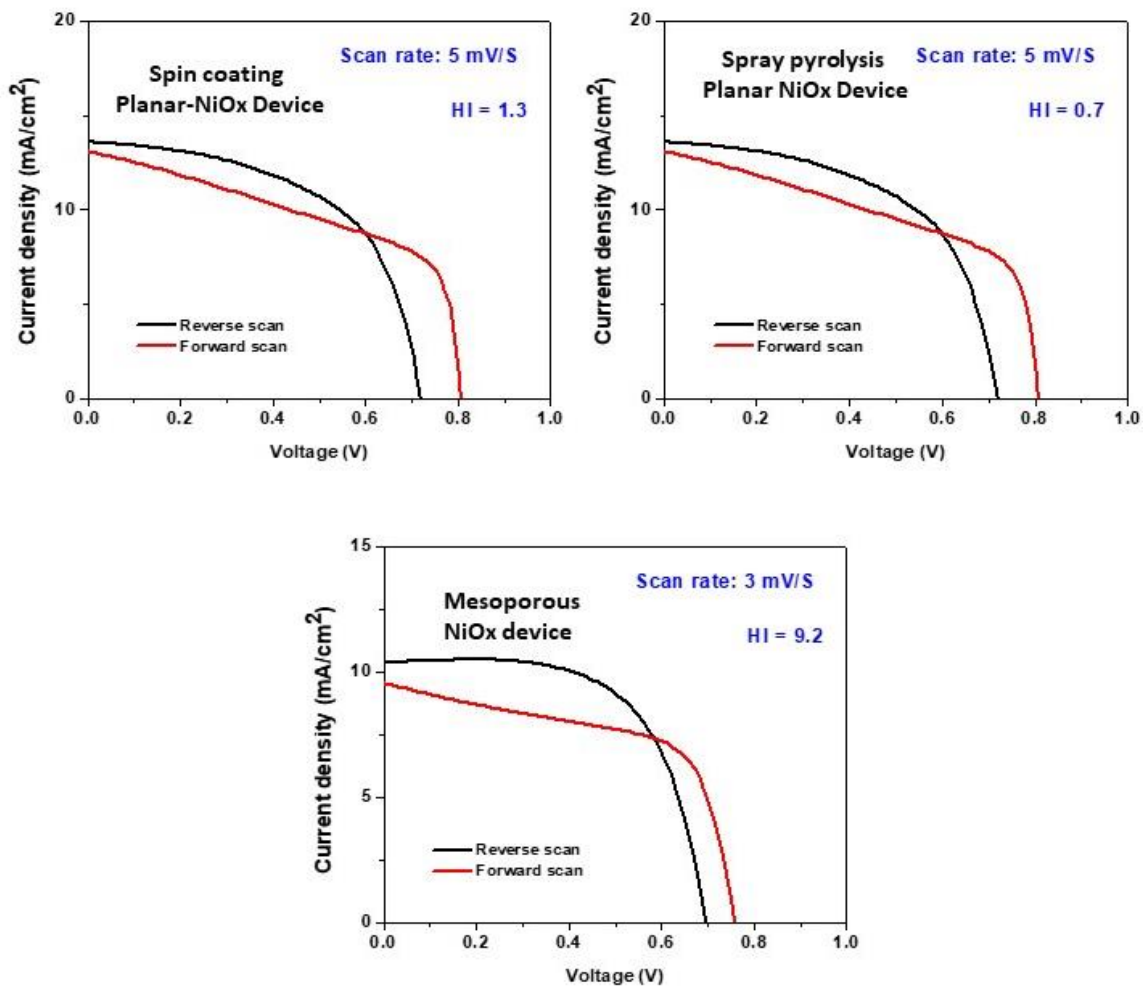 20
10
0
Current density (mA/cm²)
Scan rate: 5 mV/S
Spin coating
Planar-NiOx Device
HI = 1.3
Reverse scan
Forward scan
0.0 0.2 0.4 0.6 0.8 1.0
Voltage (V)
20
10
0
Current density (mA/cm²)
Scan rate: 5 mV/S
Spray pyrolysis
Planar NiOx Device
HI = 0.7
Reverse scan
Forward scan
0.0 0.2 0.4 0.6 0.8 1.0
Voltage (V)
15
10
5
0
Current density (mA/cm²)
Scan rate: 3 mV/S
Mesoporous
NiOx device
HI = 9.2
Reverse scan
Forward scan
0.0 0.2 0.4 0.6 0.8 1.0
Voltage (V)